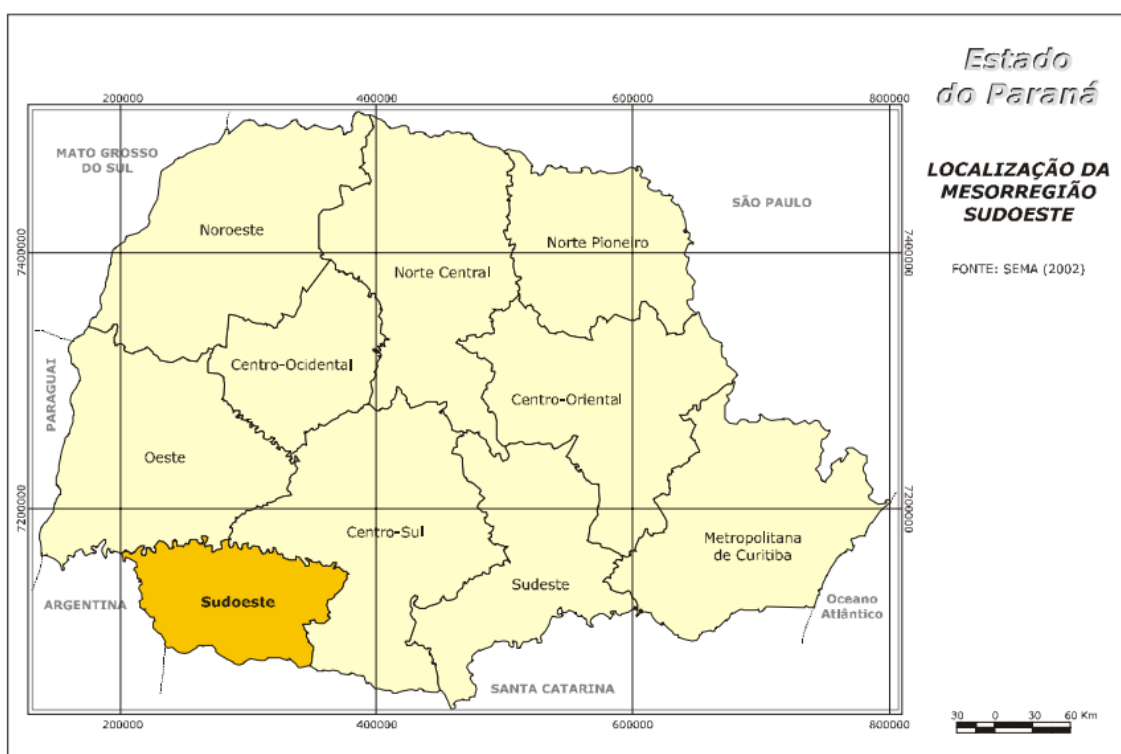 Estado
do Paraná
LOCALIZAÇÃO DA
MESORREGIÃO
SUDOESTE
FONTE: SEMA (2002)
200000
400000
600000
800000
MATO GROSSO
DO SUL
SÃO PAULO
Noroeste
Norte Pioneiro
7400000
7400000
Norte Central
Centro-Ocidental
PARAGUAI
Centro-Oriental
Oeste
7200000
7200000
Centro-Sul
Metropolitana
de Curitiba
Sudeste
ARGENTINA
Sudoeste
Oceano
Atlântico
SANTA CATARINA
200000
400000
600000
800000
30 0 30 60 Km